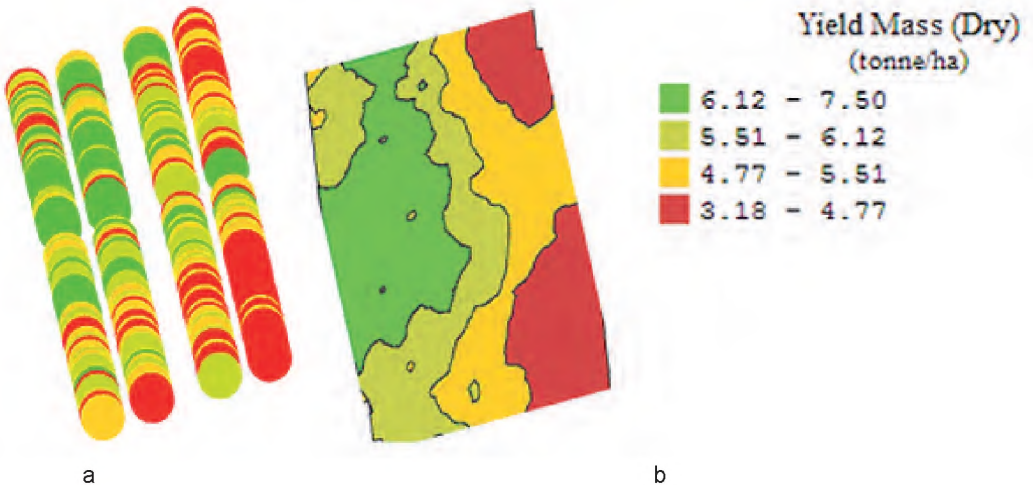 Yield Mass (Dry)
(tonne/ha)
6.12 - 7.50
5.51 - 6.12
4.77 - 5.51
3.18 - 4.77
a
b